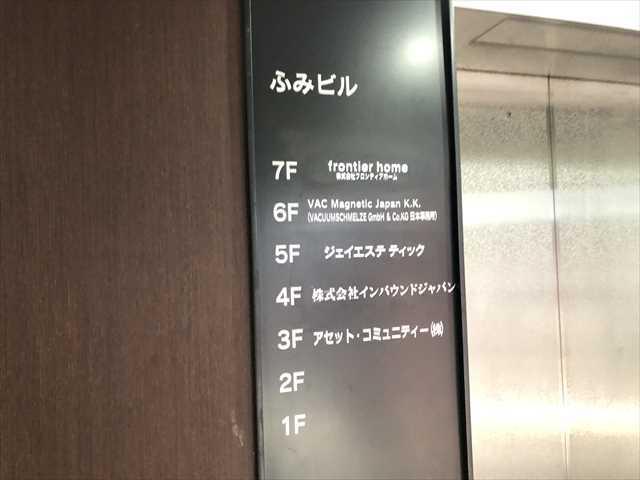 ふみビル
7F frontier home
株式会社フロンティアホーム
6F VAC Magnetic Japan K.K.
(VACUUMSCHMELZE GmbH & Co.KG 日本事務所)
5F ジェイエステティック
4F 株式会社インバウンドジャパン
3F アセット・コミュニティー(株)
2F
1F